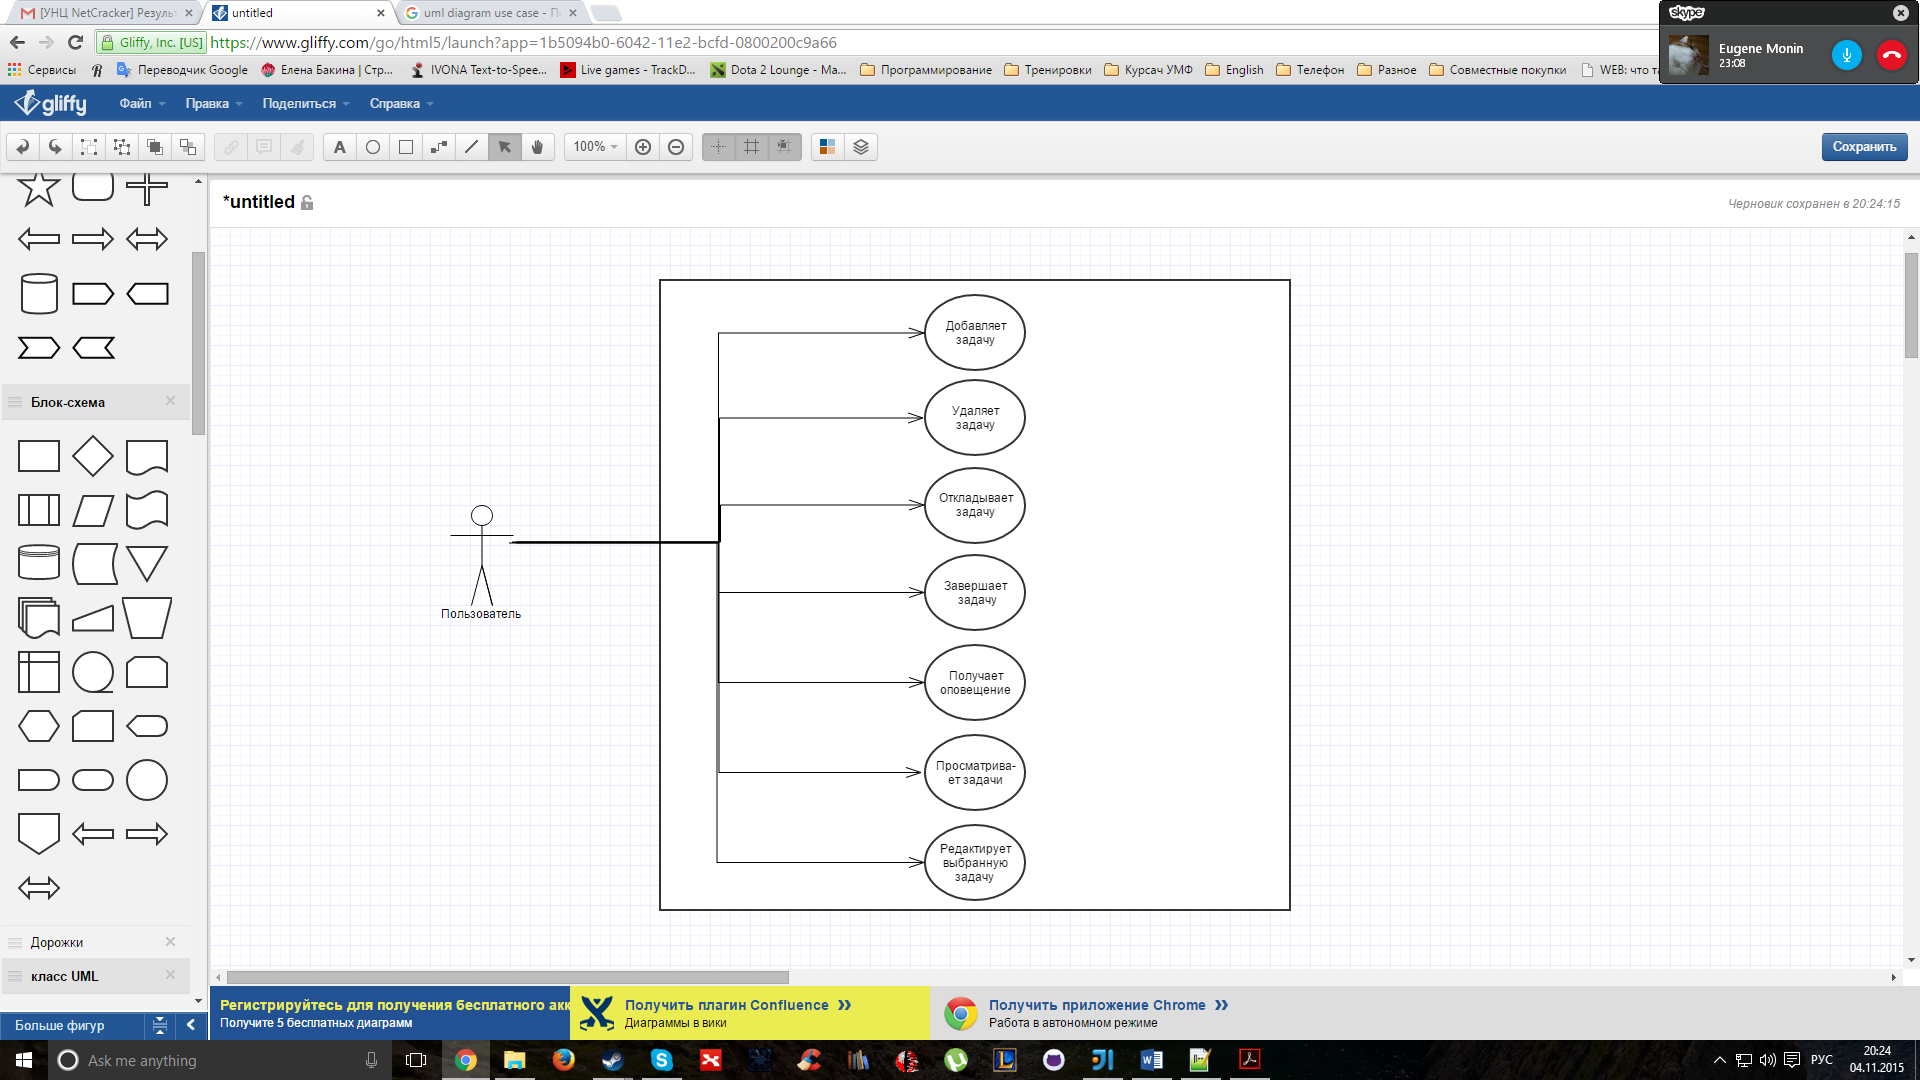 [УНЦ NetCracker] Резуль
untitled
uml diagram use case - П
skype
Eugene Monin
23:08
Gliffy, Inc. [US]
https://www.gliffy.com/go/html5/launch?app=1b5094b0-6042-11e2-bcfd-0800200c9a66
Сервисы
Переводчик Google
Елена Бакина | Стр...
IVONA Text-to-Spee...
Live games - TrackD...
Dota 2 Lounge - Ma...
Программирование
Тренировки
Курсач УМФ
English
Телефон
Разное
Совместные покупки
WEB: что т
gliffy
Файл
Правка
Поделиться
Справка
A
100%
Сохранить
*untitled
Черновик сохранен в 20:24:15
Добавляет
задачу
Удаляет
задачу
Откладывает
задачу
Завершает
задачу
Получает
оповещение
Просматрива-
ет задачи
Редактирует
выбранную
задачу
Пользователь
Блок-схема
Дорожки
класс UML
Больше фигур
Регистрируйтесь для получения бесплатного акк
Получите 5 бесплатных диаграмм
Получить плагин Confluence »
Диаграммы в вики
Получить приложение Chrome »
Работа в автономном режиме
Ask me anything
РУС
20:24
04.11.2015